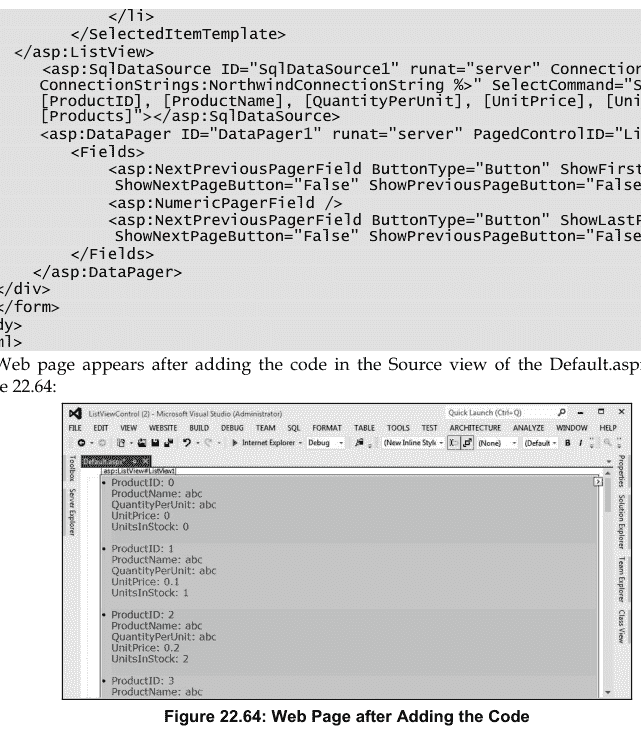 </li>
</SelectedItemTemplate>
</asp:ListView>
<asp:SqlDataSource ID="SqlDataSource1" runat="server" Connection
ConnectionStrings:NorthwindConnectionString %>" SelectCommand="S
[ProductID], [ProductName], [QuantityPerUnit], [UnitPrice], [Uni
[Products]"></asp:SqlDataSource>
<asp:DataPager ID="DataPager1" runat="server" PagedControlID="Li
<Fields>
<asp:NextPreviousPagerField ButtonType="Button" ShowFirst
ShowNextPageButton="False" ShowPreviousPageButton="False
<asp:NumericPagerField />
<asp:NextPreviousPagerField ButtonType="Button" ShowLastP
ShowNextPageButton="False" ShowPreviousPageButton="False
</Fields>
</asp:DataPager>
</div>
</form>
dy>
ml>
Web page appears after adding the code in the Source view of the Default.asp
e 22.64:
ListViewControl (2) - Microsoft Visual Studio (Administrator) Quick Launch (Ctrl+Q)
FILE EDIT VIEW WEBSITE BUILD DEBUG TEAM SQL FORMAT TABLE TOOLS TEST ARCHITECTURE ANALYZE WINDOW HELP
Internet Explorer Debug (New Inline Style (None) (Default B I
Toolbox
Server Explorer
asp:ListView#ListView1
• ProductID: 0
ProductName: abc
QuantityPerUnit: abc
UnitPrice: 0
UnitsInStock: 0
• ProductID: 1
ProductName: abc
QuantityPerUnit: abc
UnitPrice: 0.1
UnitsInStock: 1
• ProductID: 2
ProductName: abc
QuantityPerUnit: abc
UnitPrice: 0.2
UnitsInStock: 2
• ProductID: 3
ProductName: abc
Properties
Solution Explorer
Team Explorer
Class View
Figure 22.64: Web Page after Adding the Code